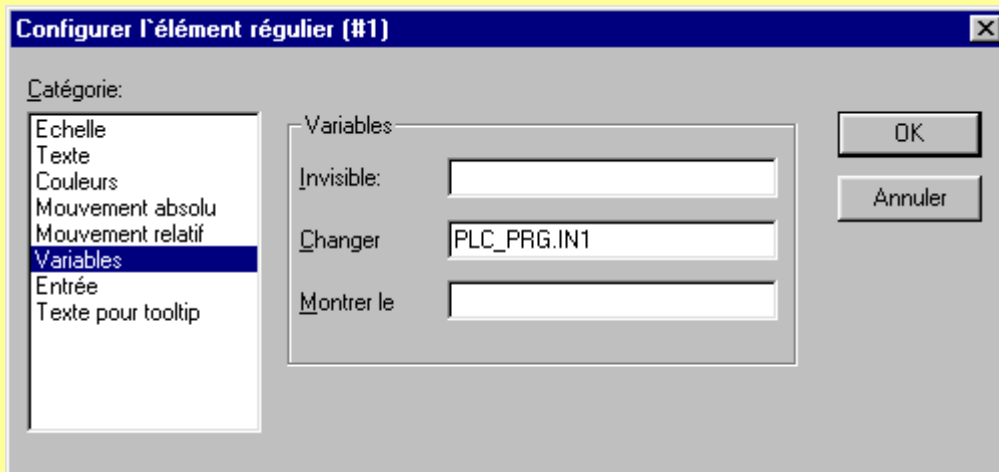 Configurer l`élément régulier (#1)
Catégorie:
Echelle
Texte
Couleurs
Mouvement absolu
Mouvement relatif
Variables
Entrée
Texte pour tooltip
Variables
Invisible:
Changer PLC_PRG.IN1
Montrer le
OK
Annuler